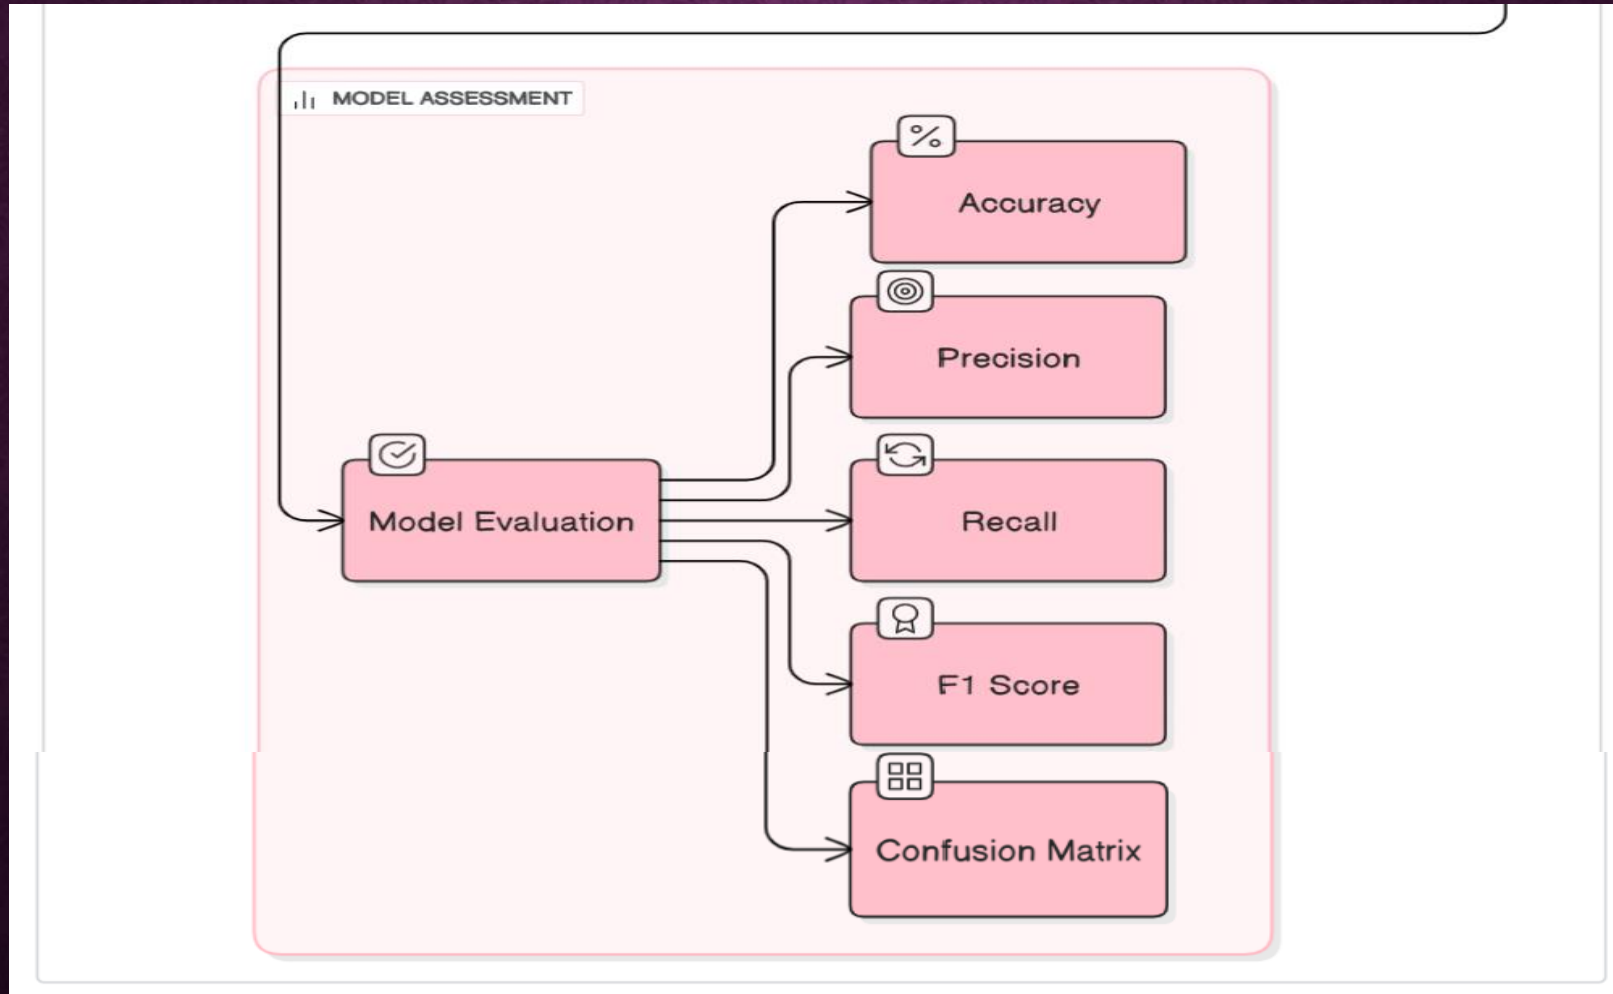 MODEL ASSESSMENT
Accuracy
Precision
Model Evaluation
Recall
F1 Score
Confusion Matrix